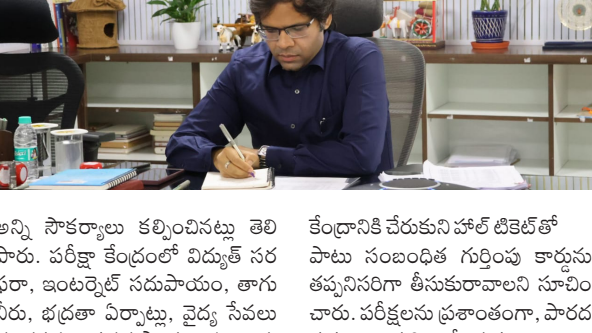 అన్ని సౌకర్యాలు కల్పించినట్లు తెలి
పారు. పరీక్షా కేంద్రంలో విద్యుత్ సర
ఫరా, ఇంటర్నెట్ సదుపాయం, తాగు
నీరు, భద్రతా ఏర్పాట్లు, వైద్య సేవలు
కేంద్రానికి చేరుకుని హాల్ టికెట్‌తో
పాటు సంబంధిత గుర్తింపు కార్డును
తప్పనిసరిగా తీసుకురావాలని సూచిం
చారు. పరీక్షలను ప్రశాంతంగా, పారద